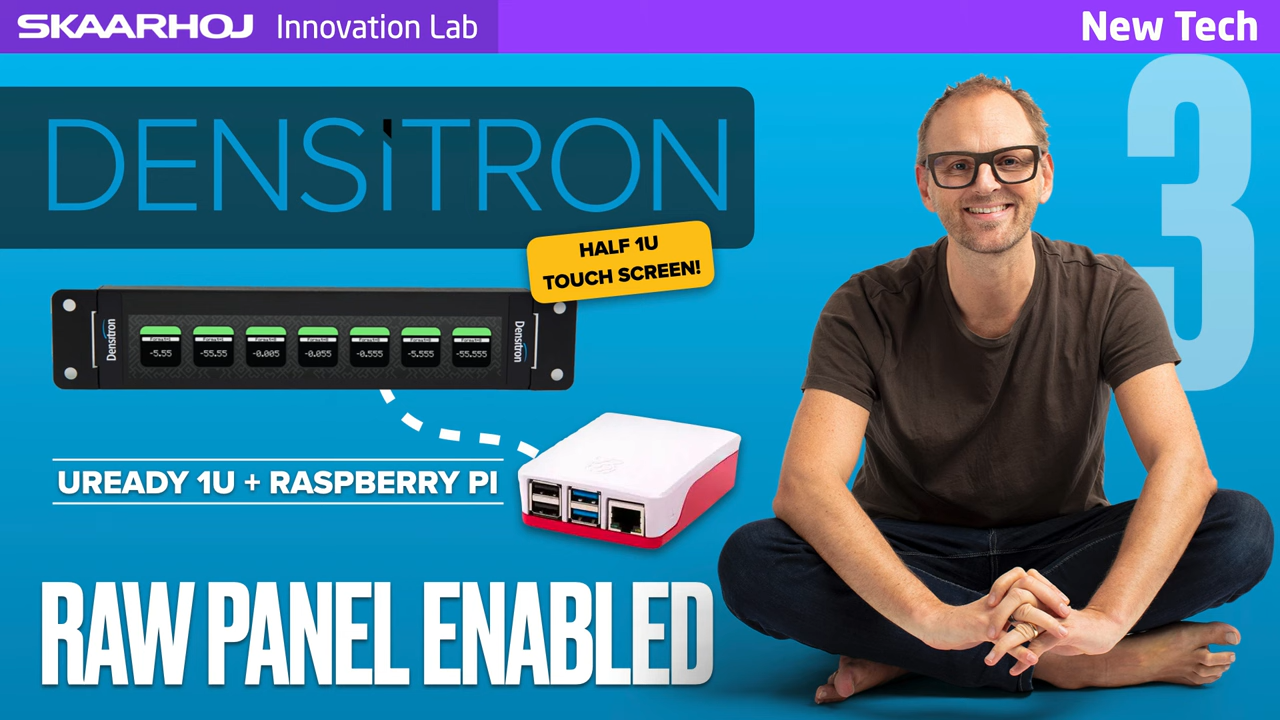 SKAARHOJ Innovation Lab
New Tech
3
DENSiTRON
HALF 1U
TOUCH SCREEN!
Densitron
-5.55
-55.55
-0.005
-0.055
-0.555
-5.555
-55.555
Densitron
UREADY 1U + RASPBERRY PI
RAW PANEL ENABLED